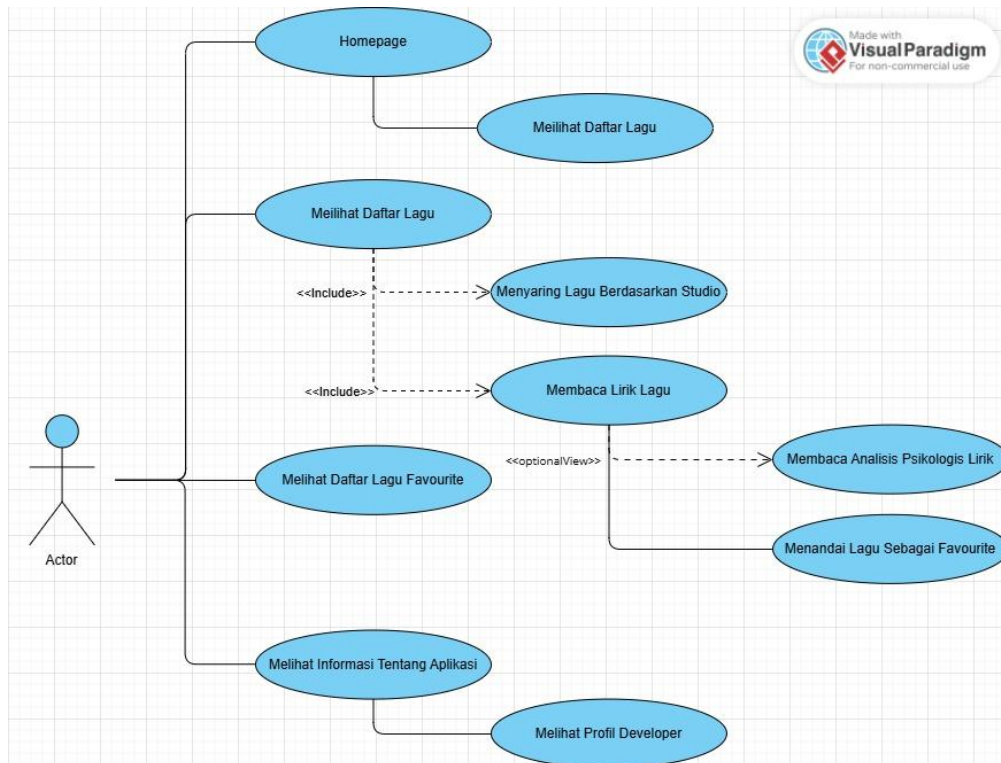 Homepage
Made with
Visual Paradigm
For non-commercial use
Meilihat Daftar Lagu
Meilihat Daftar Lagu
<<Include>>
Menyaring Lagu Berdasarkan Studio
<<Include>>
Membaca Lirik Lagu
<<optionalView>>
Membaca Analisis Psikologis Lirik
Melihat Daftar Lagu Favourite
Menandai Lagu Sebagai Favourite
Actor
Melihat Informasi Tentang Aplikasi
Melihat Profil Developer